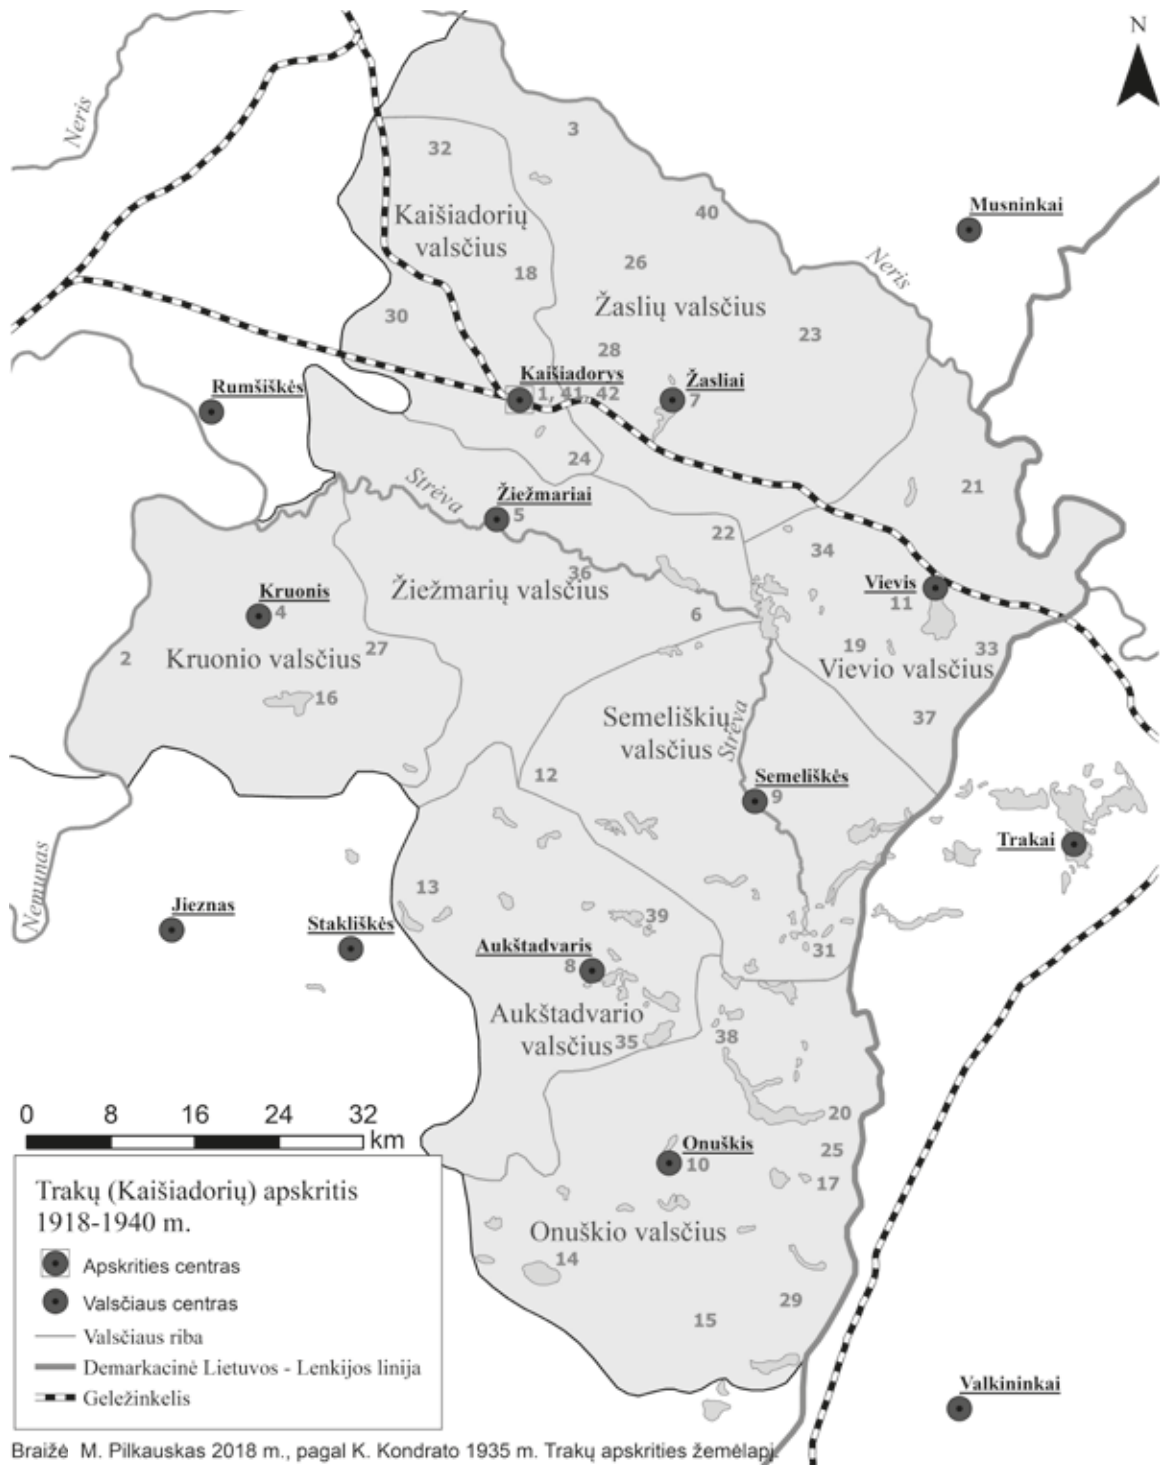 N
Neris
3
32
40
Musninkai
Kaišiadorių
valsčius
Neris
18
26
Žaslių valsčius
30
23
28
Kaišiadorys
1, 41, 42
Rumšiškės
Žasliai
7
24
Strėva
Žiežmariai
5
21
22
34
36
Kruonis
4
Žiežmarių valsčius
Vievis
11
6
2
Kruonio valsčius
27
19
33
Vievio valsčius
16
Semeliškių
valsčius
Strėva
37
12
Semeliškės
9
Trakai
Nemunas
13
Jieznas
Stakliškės
39
Aukštadvaris
8
31
Aukštadvario
valsčius
35
38
0 8 16 24 32
km
20
Onuškis
10
25
17
Onuškio valsčius
14
29
15
Valkininkai
Trakų (Kaišiadorių) apskritis
1918-1940 m.
Apskrities centras
Valsčiaus centras
Valsčiaus riba
Demarkacinė Lietuvos - Lenkijos linija
Geležinkelis
Braižė M. Pilkauskas 2018 m., pagal K. Kondrato 1935 m. Trakų apskrities žemėlapį.